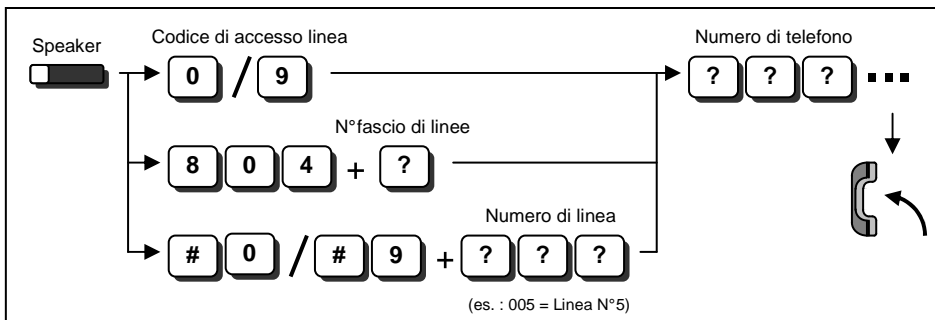 Speaker
Codice di accesso linea
0 / 9
Numero di telefono
? ? ? ...
N°fascio di linee
8 0 4 + ?
Numero di linea
# 0 / # 9 + ? ? ?
(es. : 005 = Linea N°5)